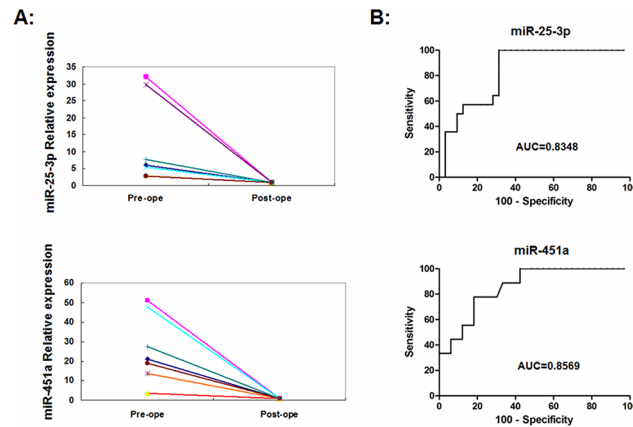 A:
B:
miR-25-3p Relative expression
35
30
25
20
15
10
5
0
Pre-ope
Post-ope
miR-25-3p
Sensitivity
100
80
60
40
20
0
AUC=0.8348
0
20
40
60
80
100
100 - Specificity
miR-451a Relative expression
60
50
40
30
20
10
0
Pre-ope
Post-ope
miR-451a
Sensitivity
100
80
60
40
20
0
AUC=0.8569
0
20
40
60
80
100
100 - Specificity